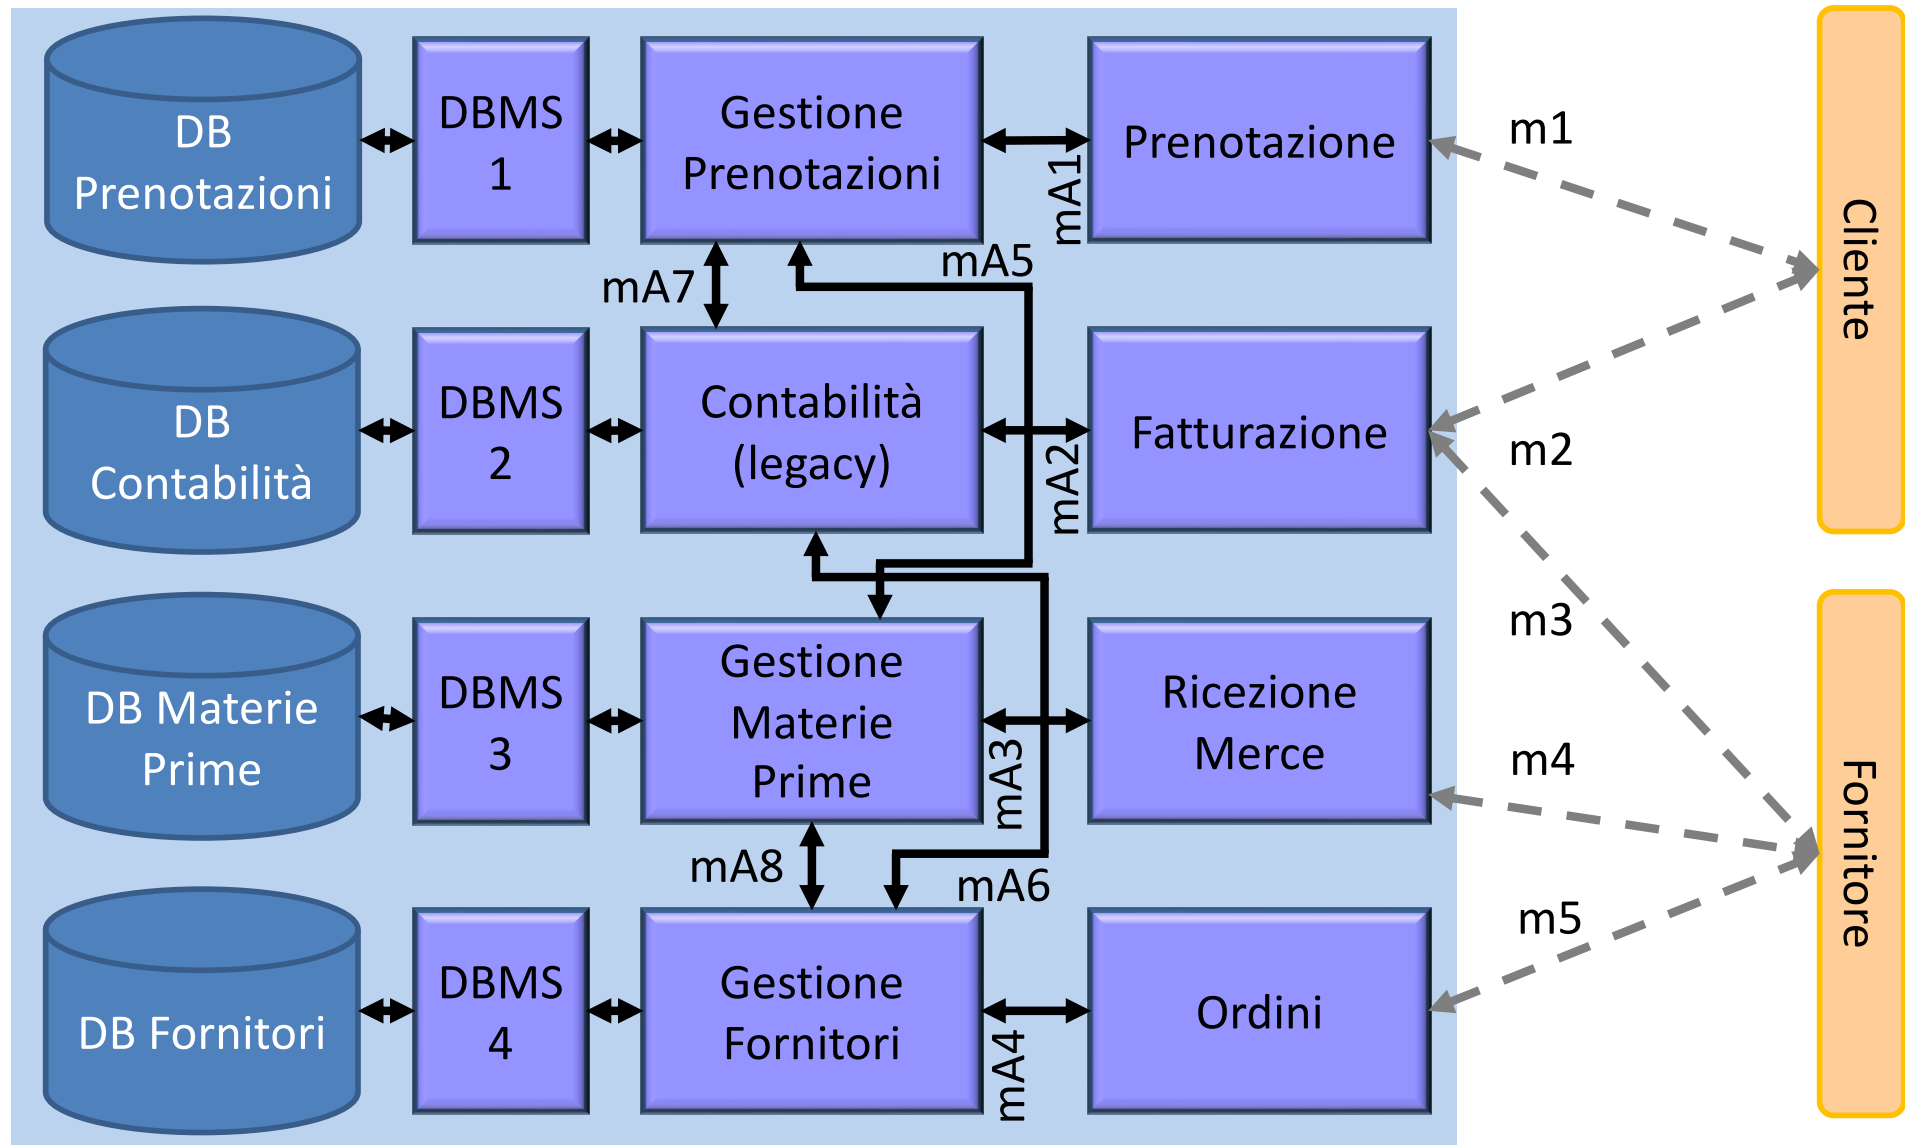 DB
Prenotazioni
DBMS
1
Gestione
Prenotazioni
mA1
Prenotazione
m1
Cliente
mA7
mA5
DB
Contabilità
DBMS
2
Contabilità
(legacy)
mA2
Fatturazione
m2
m3
DB Materie
Prime
DBMS
3
Gestione
Materie
Prime
mA3
Ricezione
Merce
m4
Fornitore
mA8
mA6
DB Fornitori
DBMS
4
Gestione
Fornitori
mA4
Ordini
m5